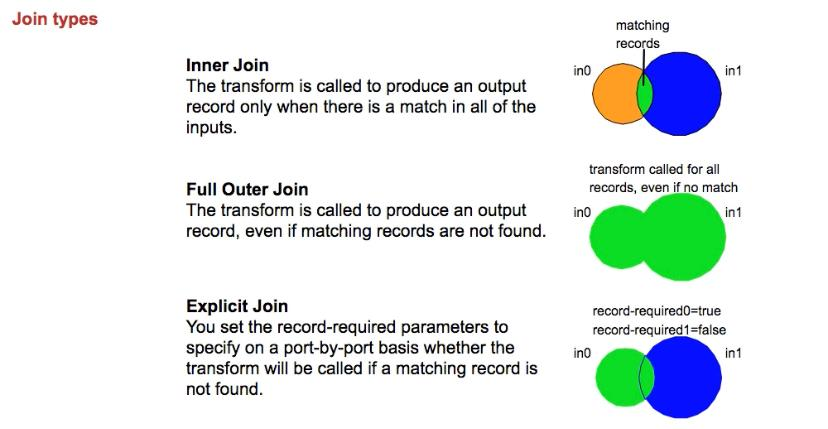 Join types
matching
records
in0
in1
Inner Join
The transform is called to produce an output
record only when there is a match in all of the
inputs.
transform called for all
records, even if no match
in0
in1
Full Outer Join
The transform is called to produce an output
record, even if matching records are not found.
record-required0=true
record-required1=false
in0
in1
Explicit Join
You set the record-required parameters to
specify on a port-by-port basis whether the
transform will be called if a matching record is
not found.